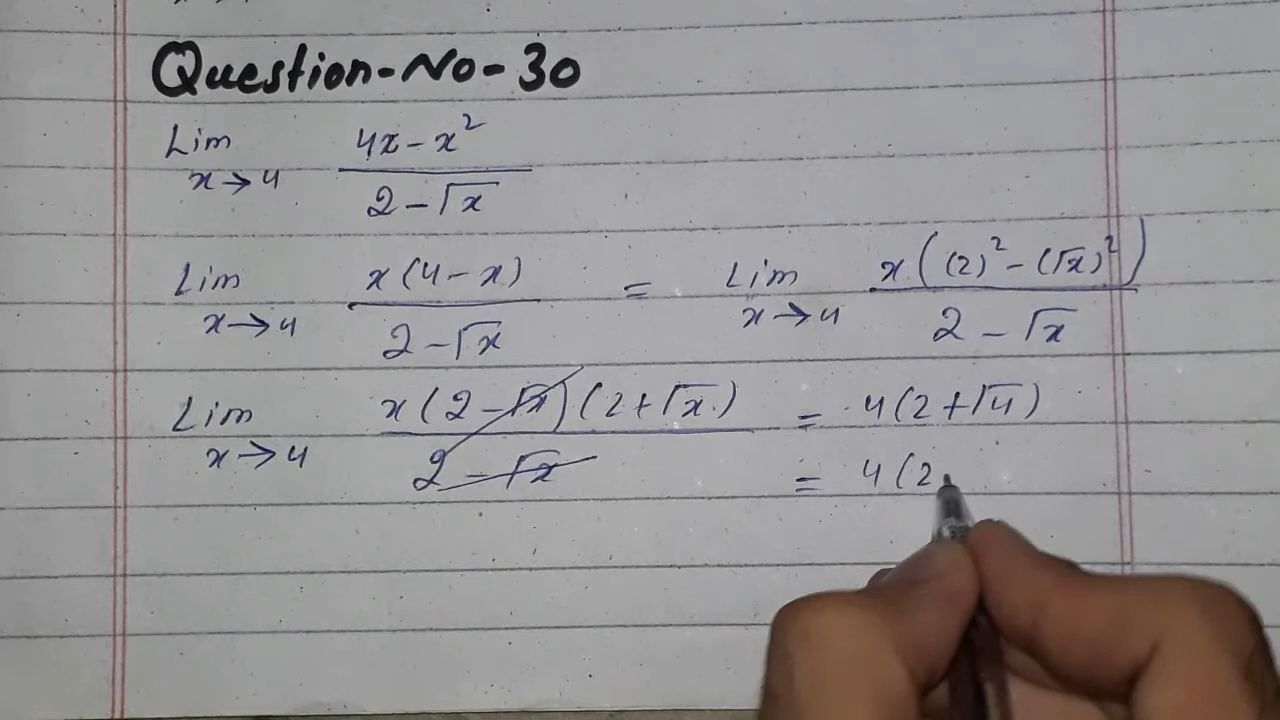 Question-No-30
Lim x→4 (4x - x²)/(2 - √x)
Lim x→4 x(4 - x)/(2 - √x) = Lim x→4 x((2)² - (√x)²)/(2 - √x)
Lim x→4 x(2 - √x)(2 + √x)/(2 - √x) = 4(2 + √4)
= 4(2